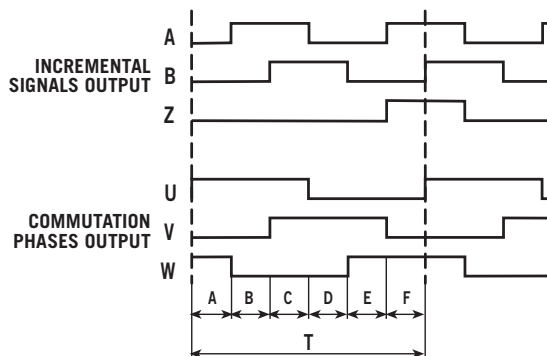 A
INCREMENTAL
SIGNALS OUTPUT
B
Z
U
COMMUTATION
PHASES OUTPUT
V
W
A B C D E F
T